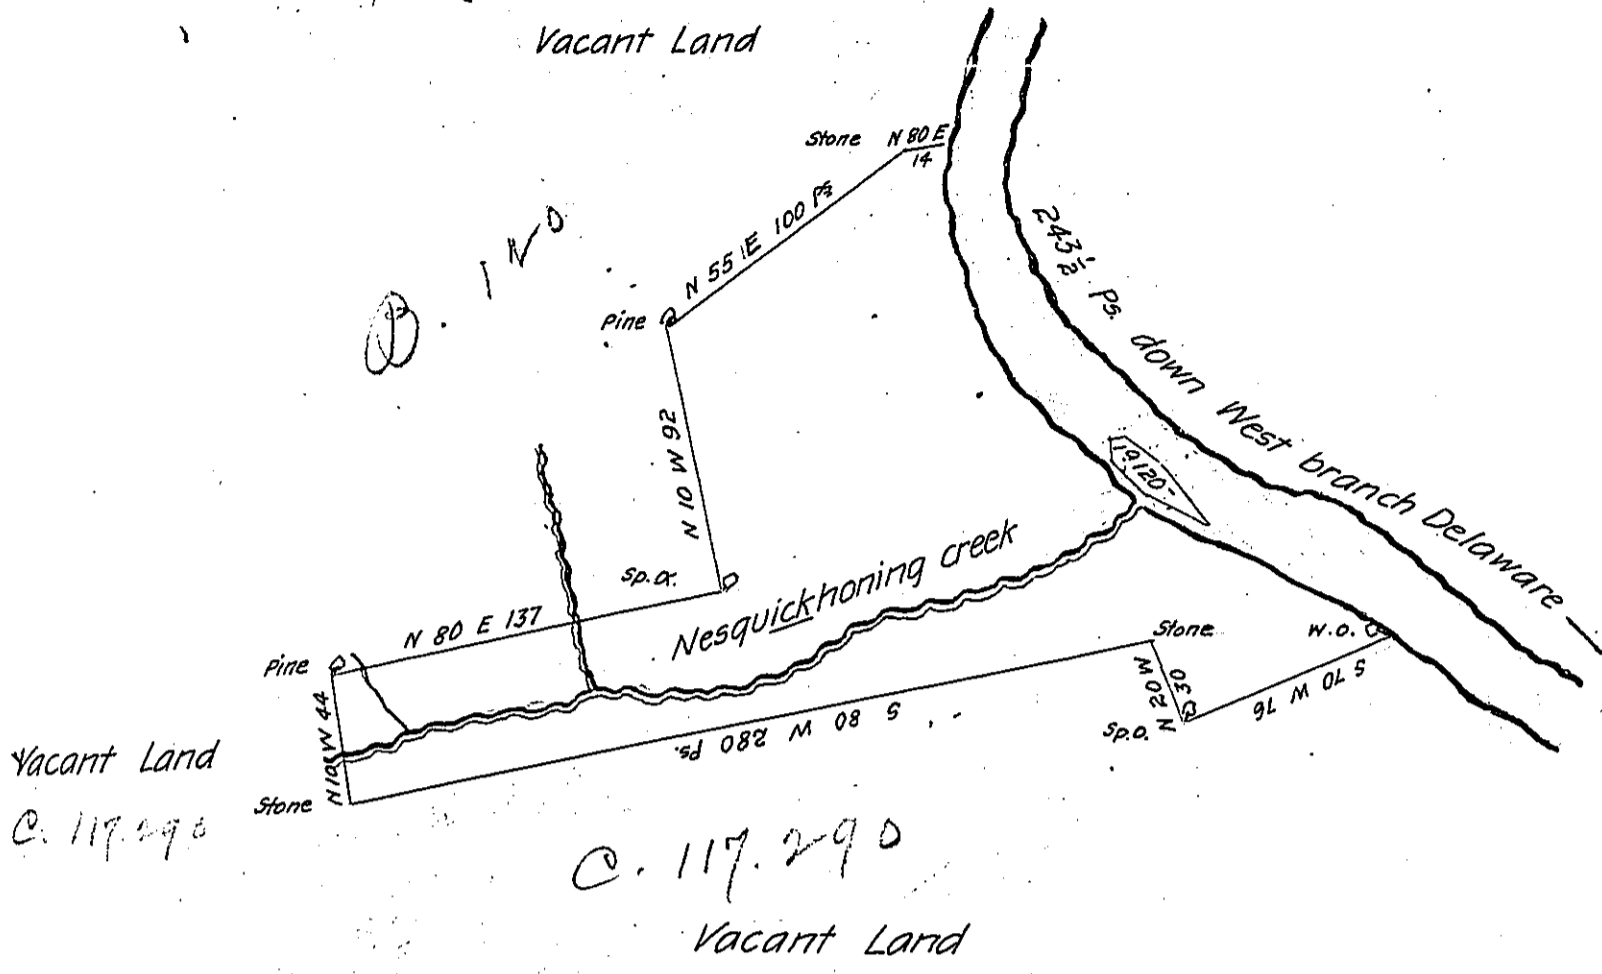 Vacant Land
Stone N 80 E
14
N 55 E 100 Ps
243½ Ps. down West branch Delaware
Pine
N 10 W 92
19120
Sp.o.
Nesquickhoning creek
N 80 E 137
Pine
Stone
W.O.
N 20 W 30
S 70 W 76
Sp.o.
S 80 W 280 Ps.
N 10 W 44
Vacant Land
Stone
C. 117.290
C. 117.290
Vacant Land